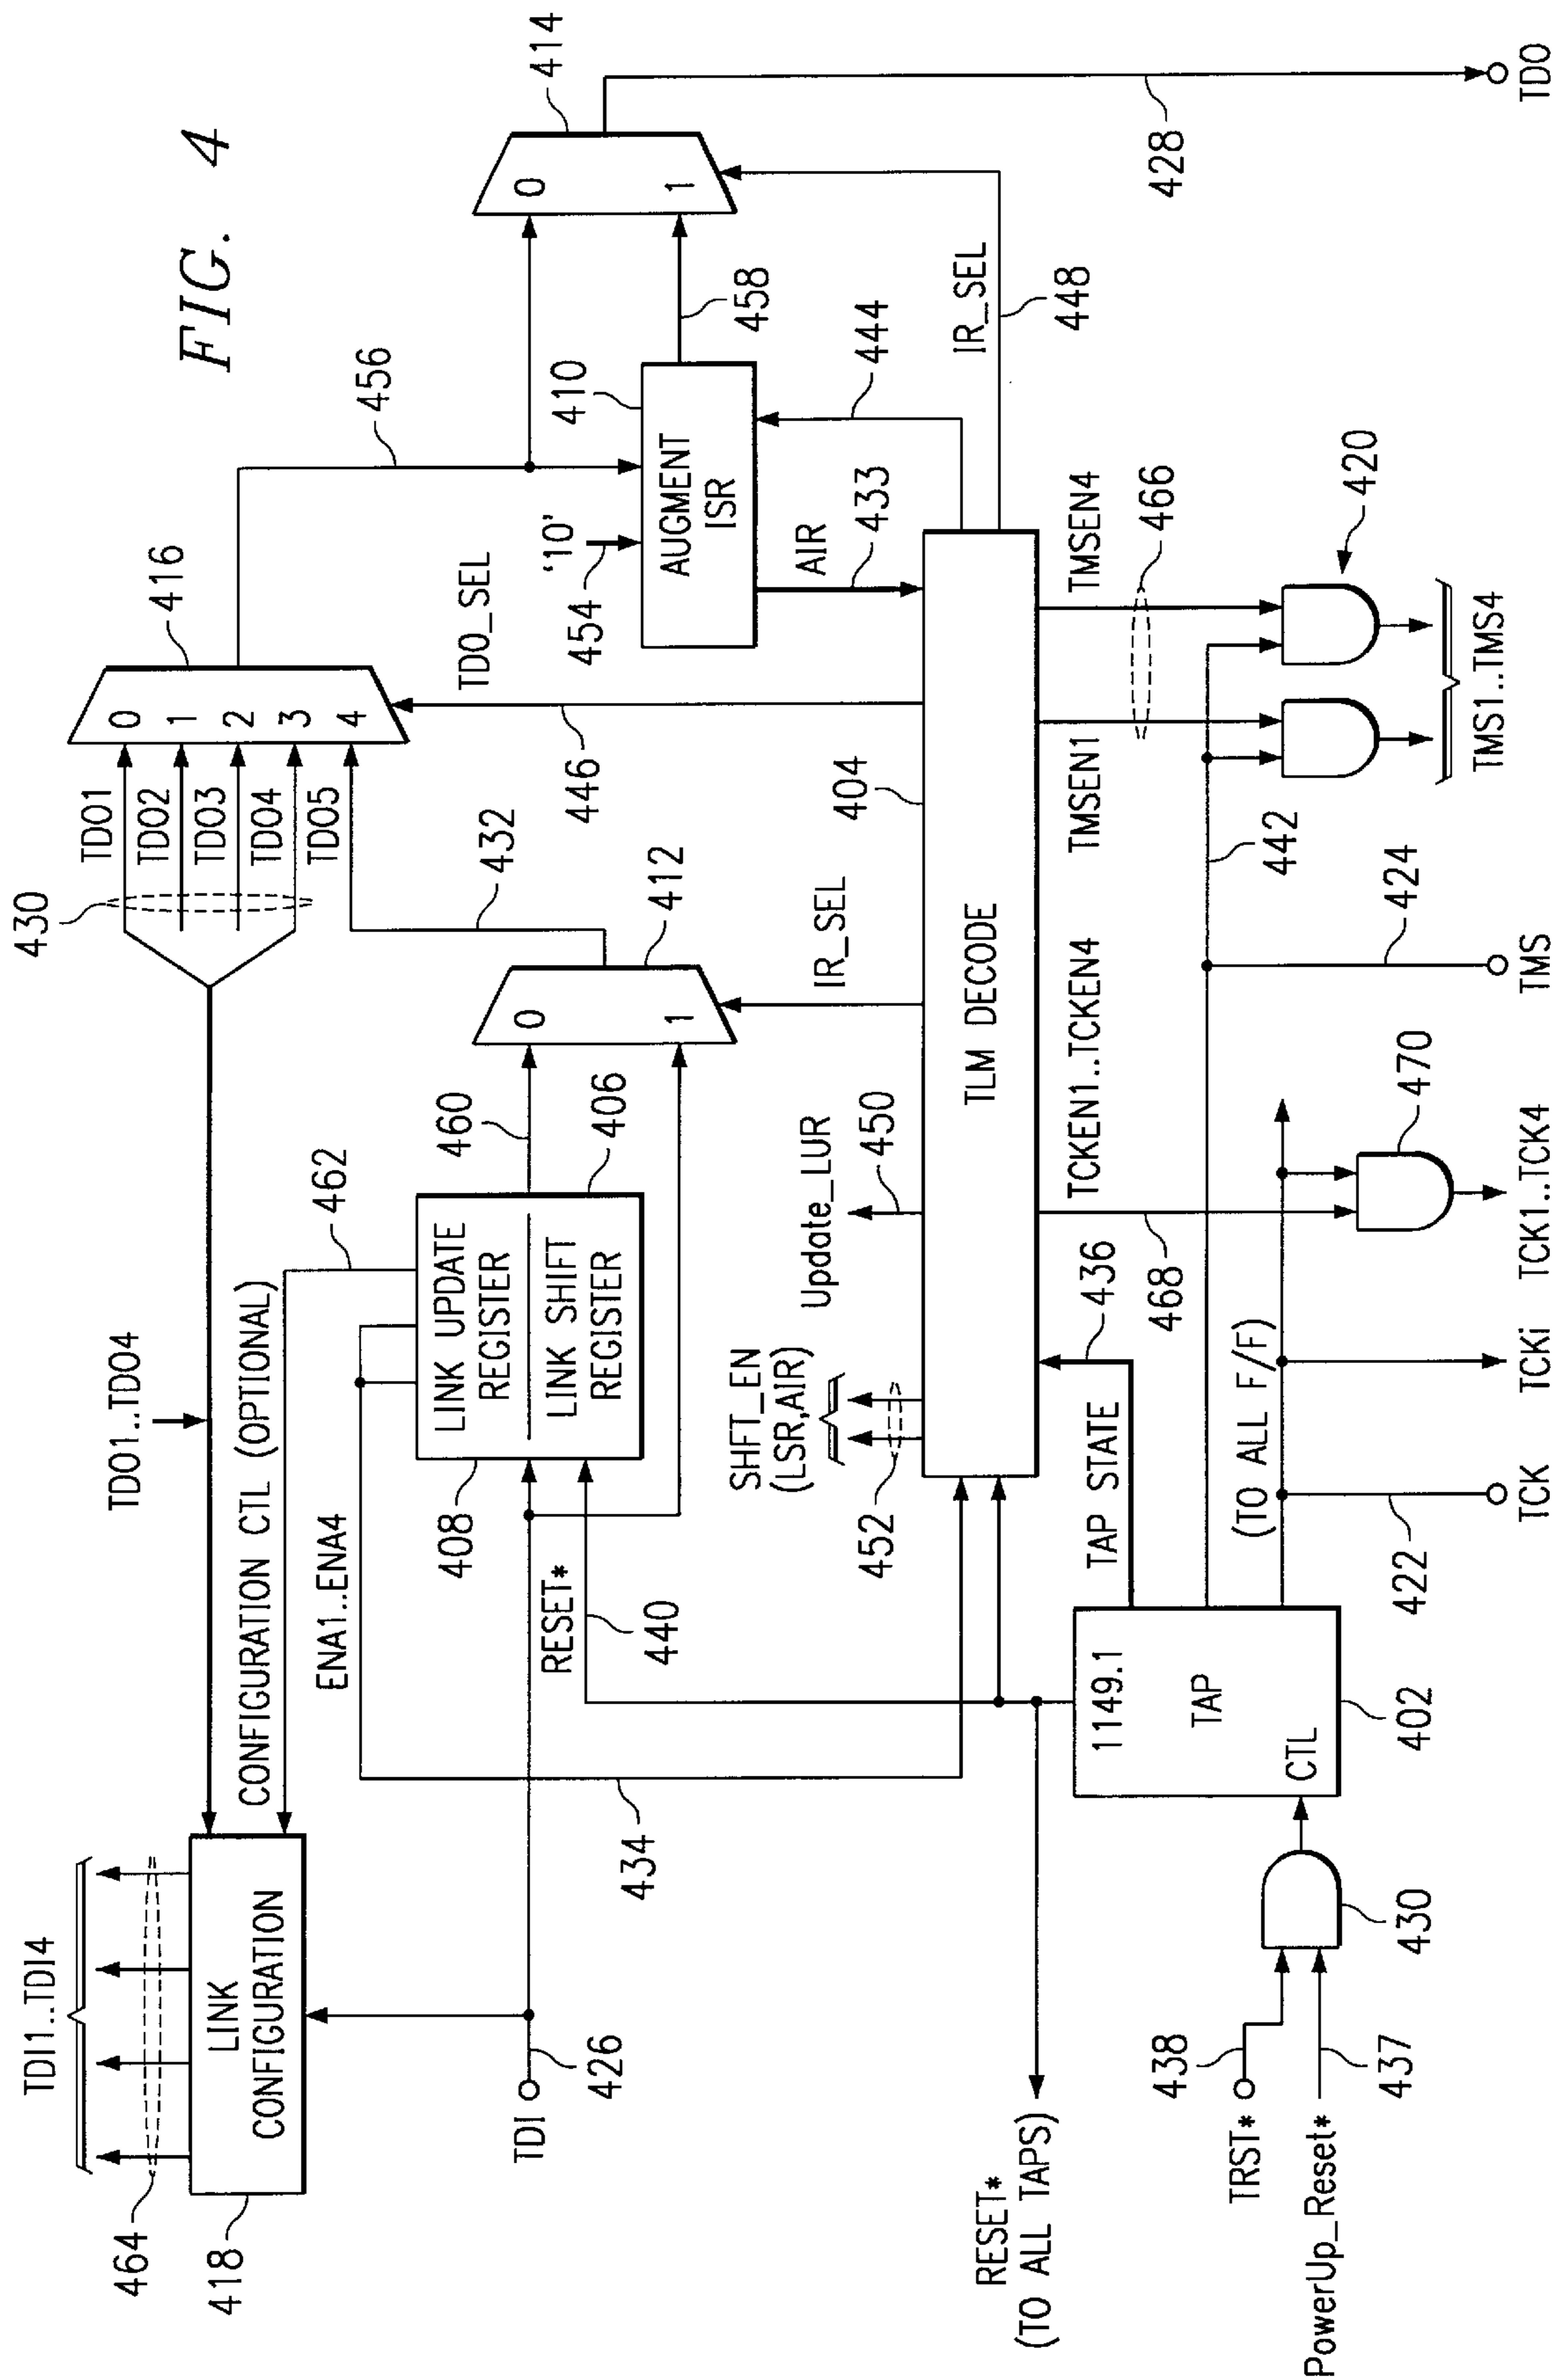 FIG. 4
TDI1..TDI4
464
418
LINK
CONFIGURATION
TDO1..TDO4
CONFIGURATION CTL (OPTIONAL)
462
ENA1..ENA4
430
TDO1
TDO2
TDO3
TDO4
TDO5
0
1
2
3
4
416
456
414
0
1
TDI
426
434
408
RESET*
440
LINK UPDATE
REGISTER
LINK SHIFT
REGISTER
460
406
0
1
412
432
TDO_SEL
446
'10'
454
AUGMENT
ISR
410
458
AIR
433
444
IR_SEL
448
428
TDO
SHFT_EN
(LSR,AIR)
452
Update_LUR
450
IR_SEL
404
TLM DECODE
RESET*
(TO ALL TAPS)
TAP STATE
436
TCKEN1..TCKEN4
468
TMSEN1
TMSEN4
466
420
442
TMS1..TMS4
1149.1
TAP
CTL
402
(TO ALL F/F)
422
TCK
TCKi
470
TCK1..TCK4
424
TMS
438
TRST*
PowerUp_Reset*
437
430